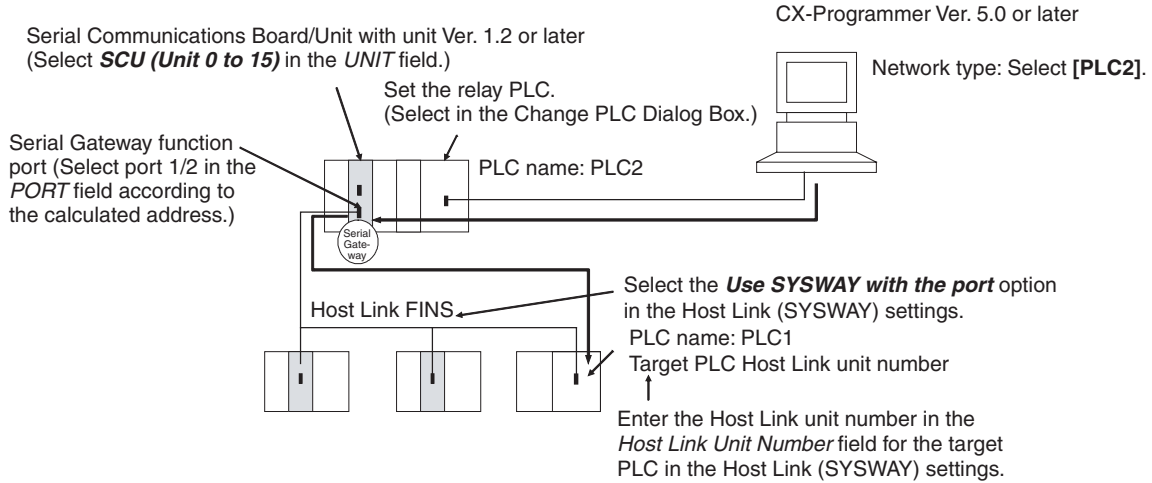 CX-Programmer Ver. 5.0 or later
Serial Communications Board/Unit with unit Ver. 1.2 or later
(Select SCU (Unit 0 to 15) in the UNIT field.)
Network type: Select [PLC2].
Set the relay PLC.
(Select in the Change PLC Dialog Box.)
Serial Gateway function
port (Select port 1/2 in the
PORT field according to
the calculated address.)
PLC name: PLC2
Serial
Gate-
way
Select the Use SYSWAY with the port option
in the Host Link (SYSWAY) settings.
Host Link FINS
PLC name: PLC1
Target PLC Host Link unit number
Enter the Host Link unit number in the
Host Link Unit Number field for the target
PLC in the Host Link (SYSWAY) settings.